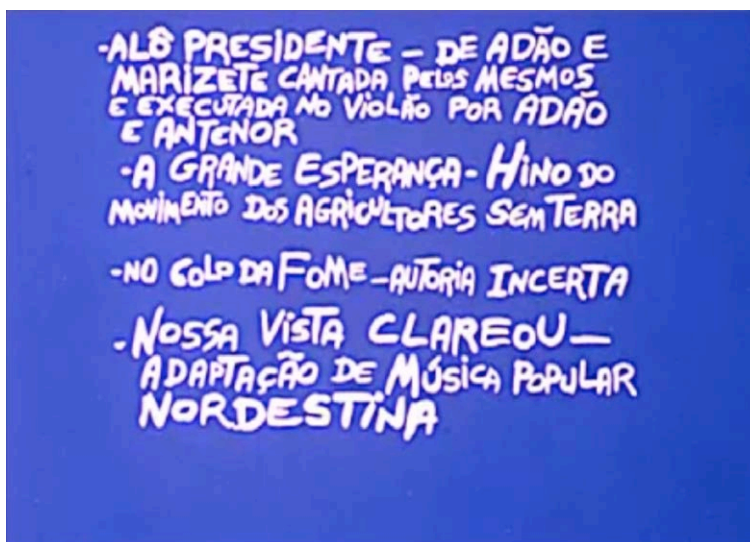 -ALÔ PRESIDENTE – DE ADÃO E
MARIZETE CANTADA PELOS MESMOS
E EXECUTADA NO VIOLÃO POR ADÃO
E ANTENOR
-A GRANDE ESPERANÇA- HINO DO
MOVIMENTO DOS AGRICULTORES SEM TERRA
-NO COLO DA FOME-AUTORIA INCERTA
-NOSSA VISTA CLAREOU–
ADAPTAÇÃO DE MÚSICA POPULAR
NORDESTINA